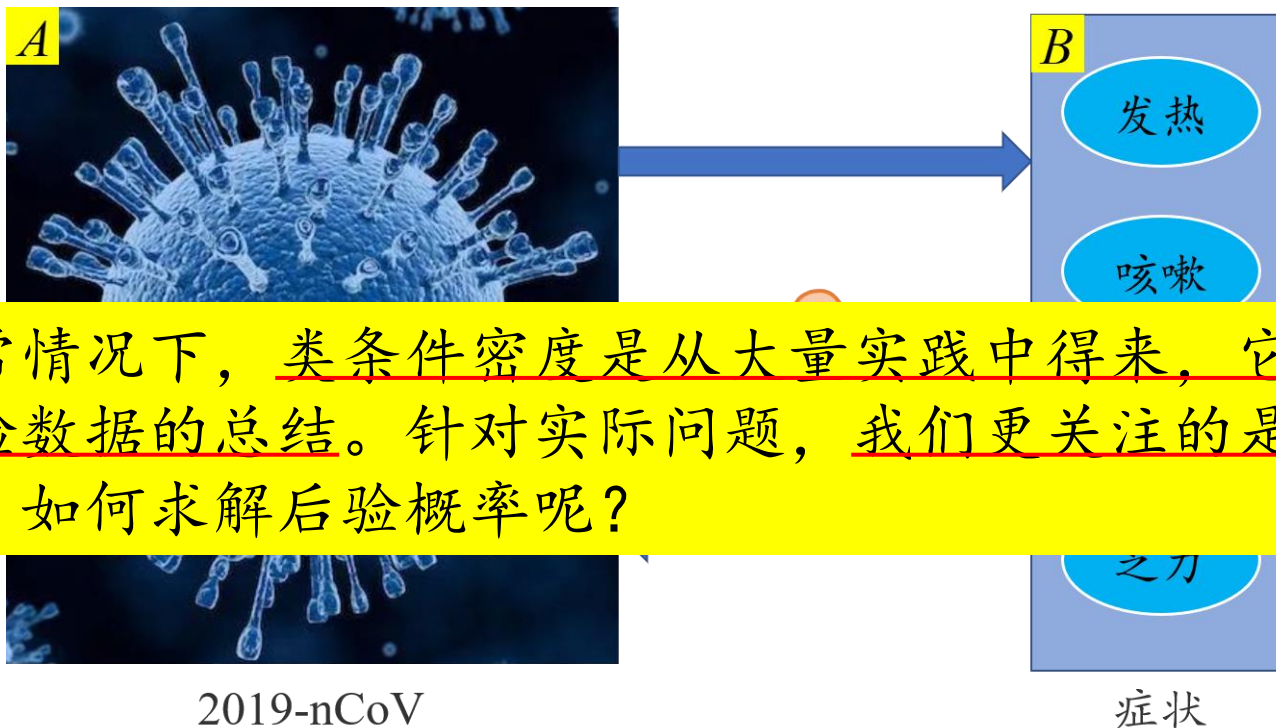 A
B
发热
咳嗽
常情况下，类条件密度是从大量实践中得来，它
验数据的总结。针对实际问题，我们更关注的是
如何求解后验概率呢？
乏力
2019-nCoV
症状